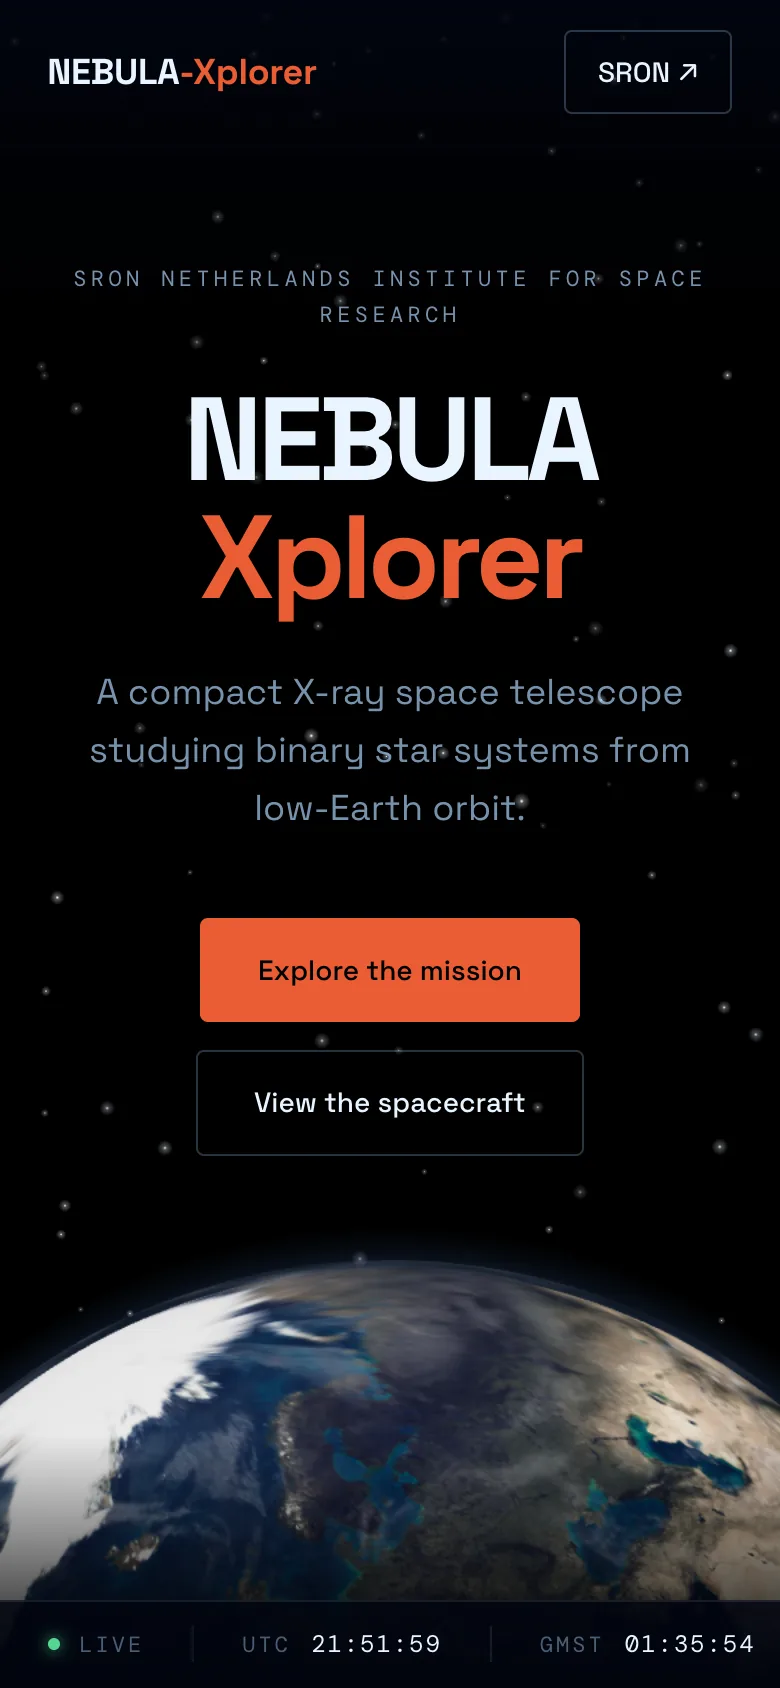 NEBULA-Xplorer
SRON ↗
SRON NETHERLANDS INSTITUTE FOR SPACE
RESEARCH
NEBULA
Xplorer
A compact X-ray space telescope
studying binary star systems from
low-Earth orbit.
Explore the mission
View the spacecraft
LIVE UTC 21:51:59 GMST 01:35:54